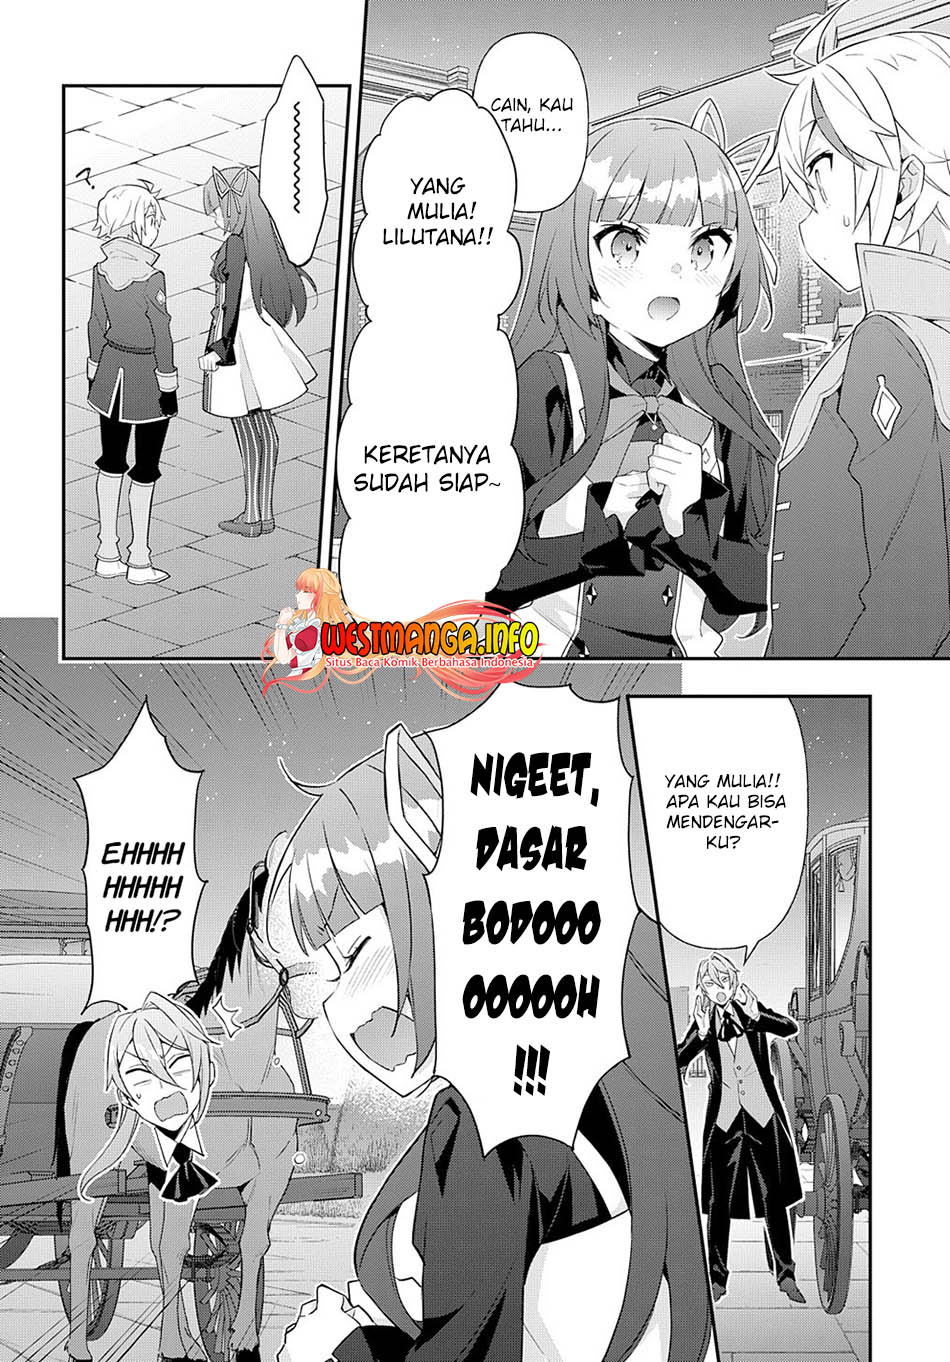 CAIN, KAU
TAHU...
YANG
MULIA!
LILUTANA!!
KERETANYA
SUDAH SIAP~
?
WESTMANGA.INFO
Situs Baca Komik Berbahasa Indonesia
YANG MULIA!!
APA KAU BISA
MENDENGAR-
KU?
NIGEET,
DASAR
BODOOO
OOOOOH
!!!
EHHHH
HHHHH
HHH!?